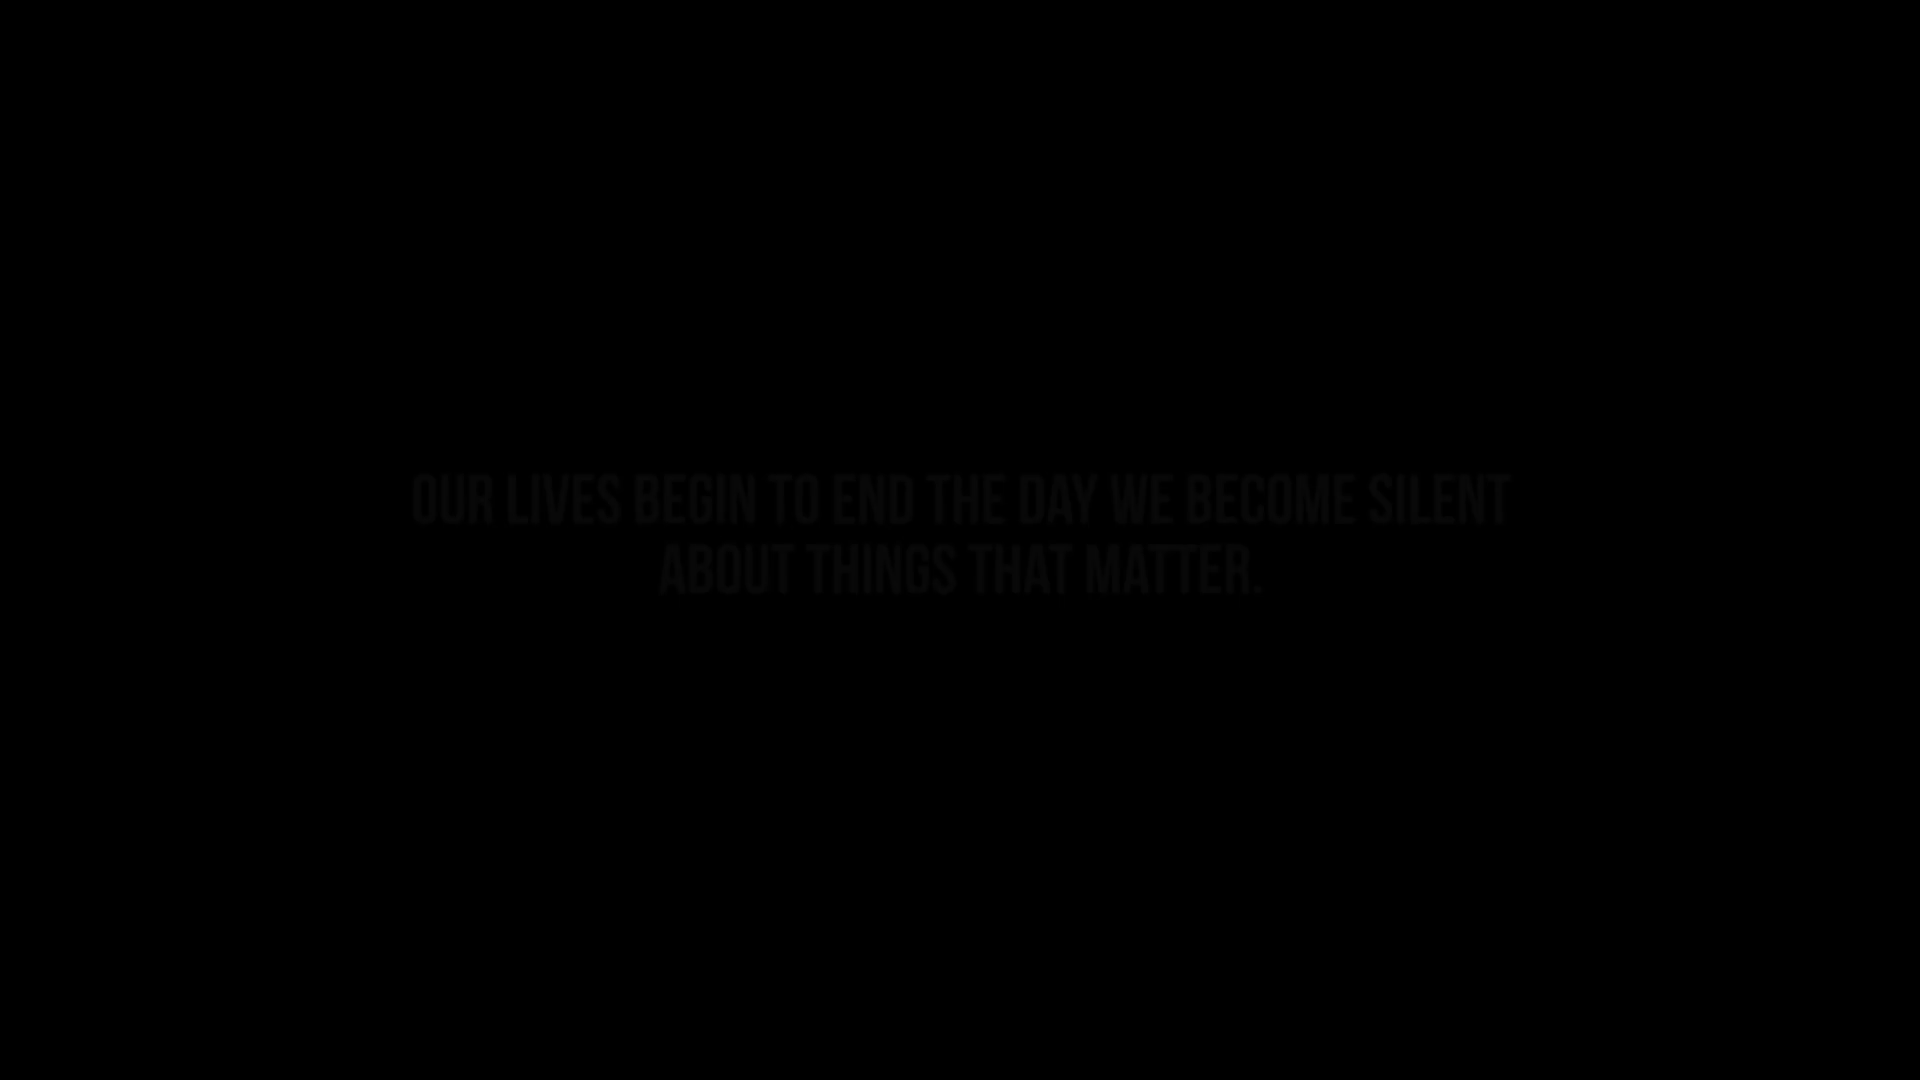 OUR LIVES BEGIN TO END THE DAY WE BECOME SILENT
ABOUT THINGS THAT MATTER.